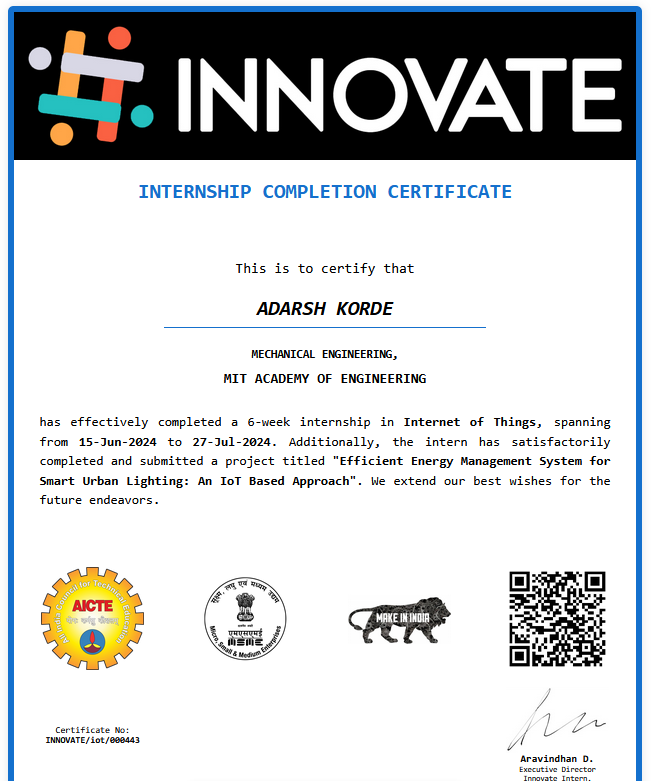 INNOVATE
INTERNSHIP COMPLETION CERTIFICATE
This is to certify that
ADARSH KORDE
MECHANICAL ENGINEERING,
MIT ACADEMY OF ENGINEERING
has effectively completed a 6-week internship in Internet of Things, spanning
from 15-Jun-2024 to 27-Jul-2024. Additionally, the intern has satisfactorily
completed and submitted a project titled "Efficient Energy Management System for
Smart Urban Lighting: An IoT Based Approach". We extend our best wishes for the
future endeavors.
All India Council for Technical Education
AICTE
सूक्ष्म, लघु एवं मध्यम उद्यम
एमएसएमई
MSME
Micro, Small & Medium Enterprises
MAKE IN INDIA
Certificate No:
INNOVATE/iot/000443
Aravindhan D.
Executive Director
Innovate Intern.